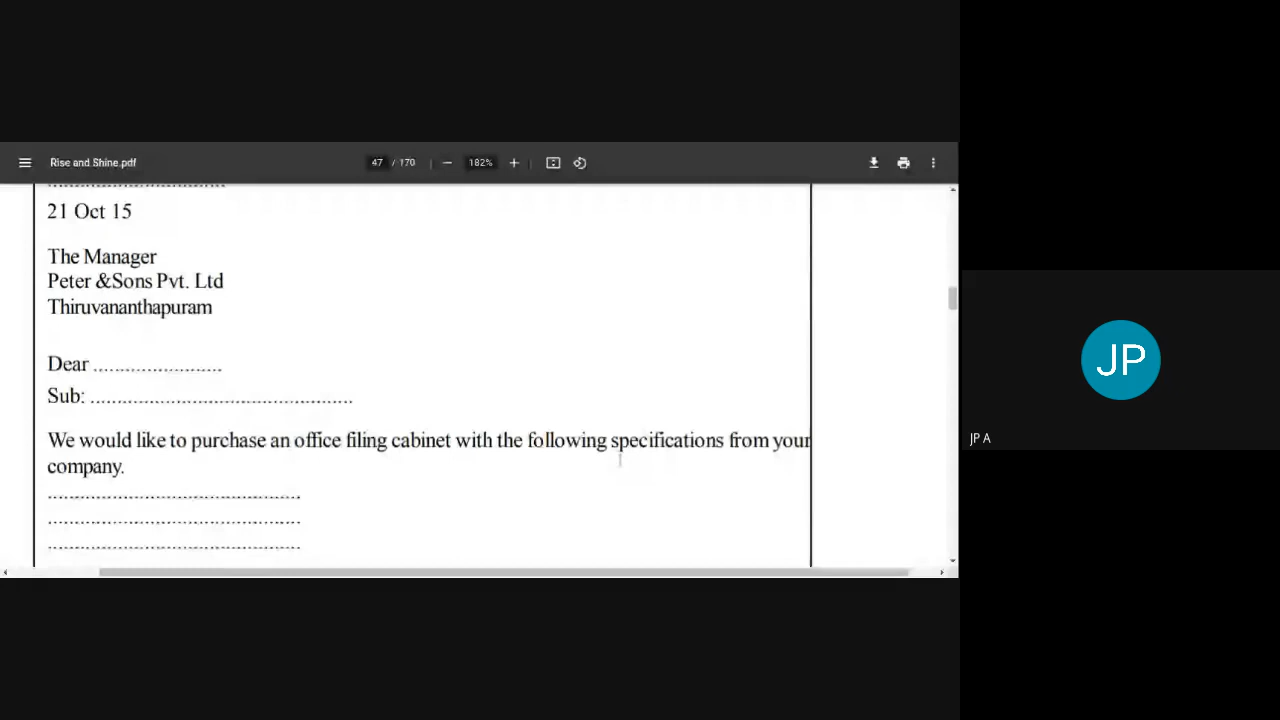 Rise and Shine.pdf
47 / 170
182%
21 Oct 15
The Manager
Peter &Sons Pvt. Ltd
Thiruvananthapuram
Dear ........................
Sub: .................................................
We would like to purchase an office filing cabinet with the following specifications from your
company.
...............................................
...............................................
...............................................
JP
JP A